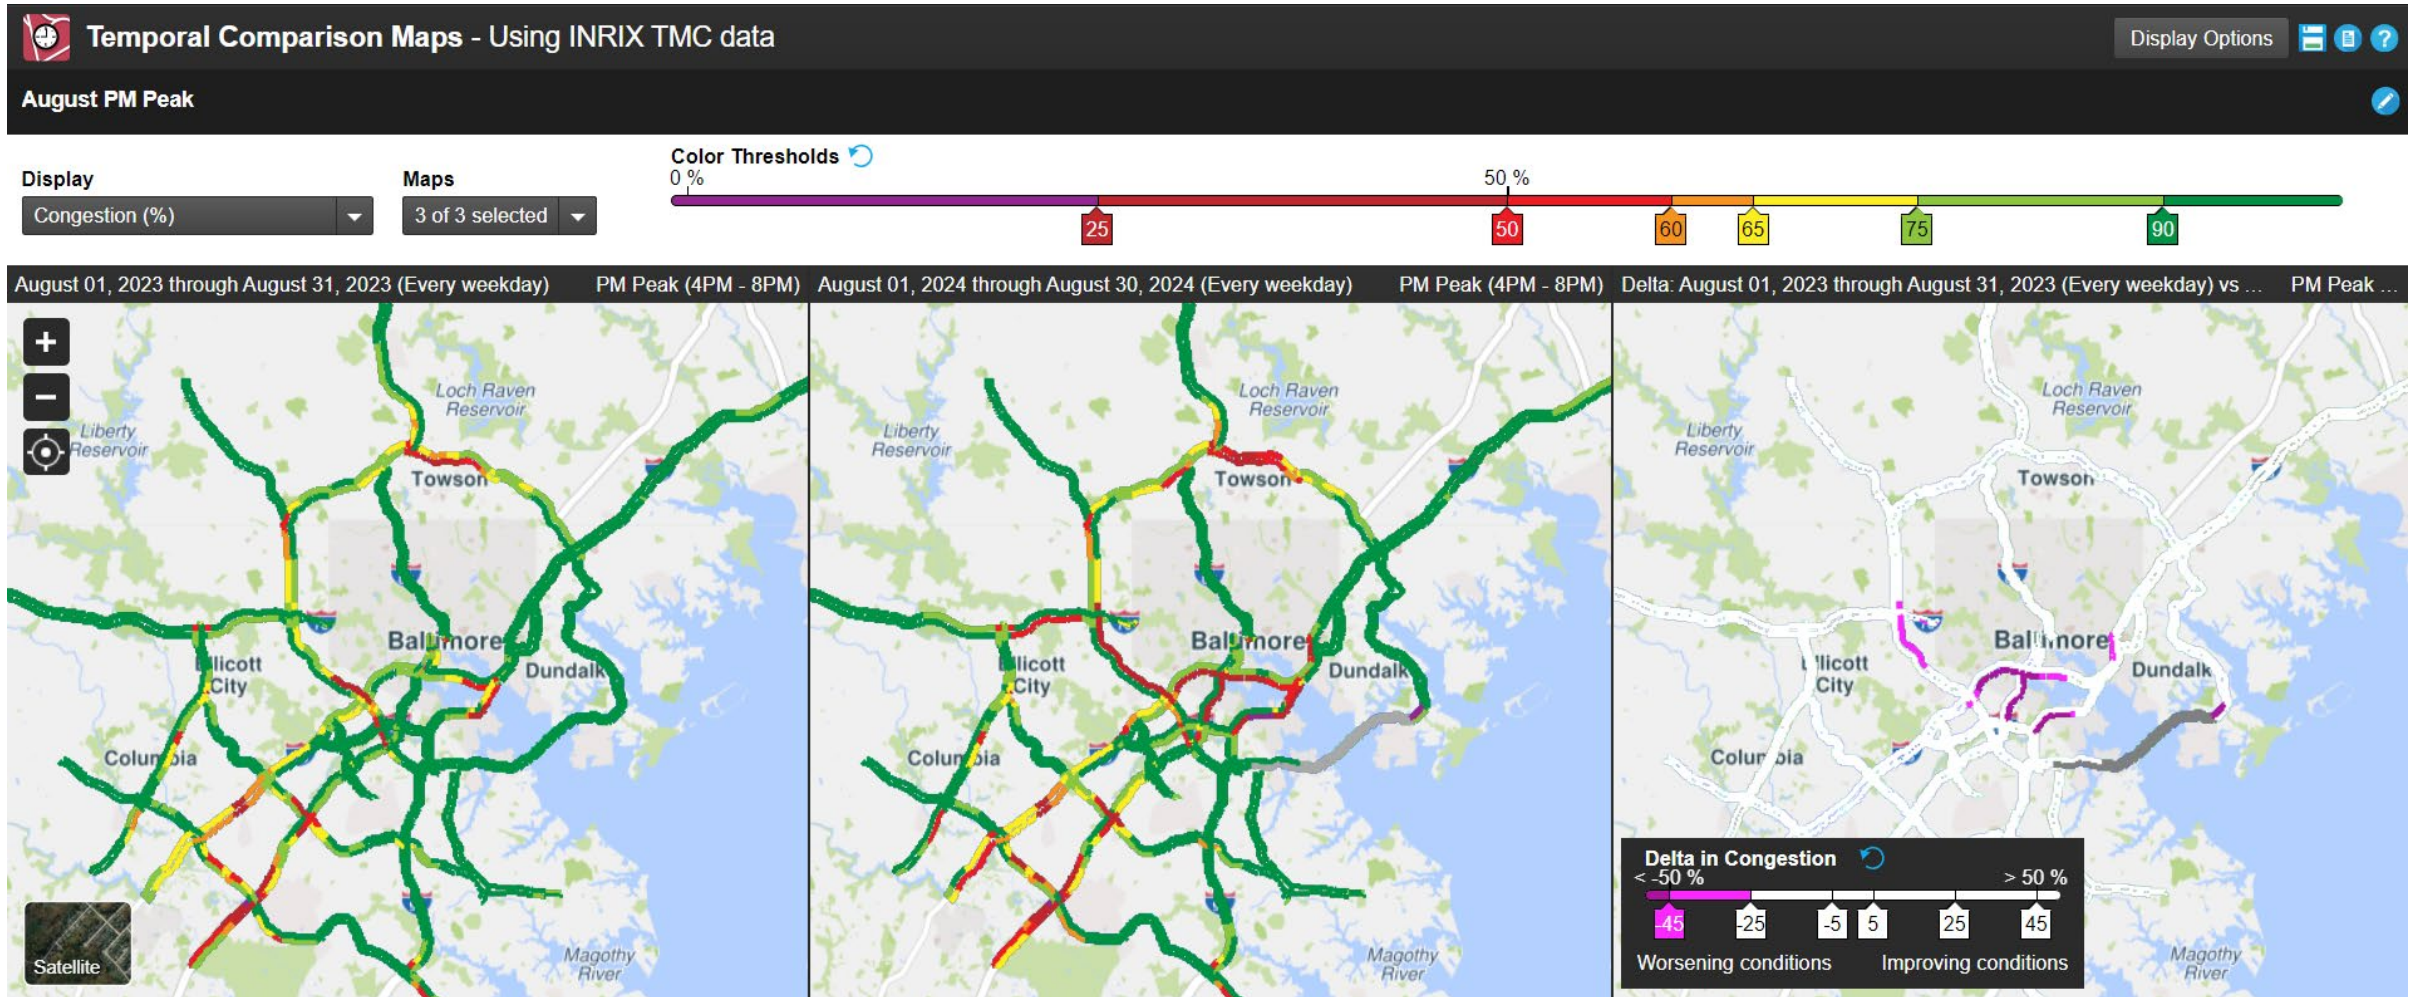 Temporal Comparison Maps - Using INRIX TMC data
Display Options
?
August PM Peak
Display
Congestion (%)
Maps
3 of 3 selected
Color Thresholds
0 %
50 %
25
50
60
65
75
90
August 01, 2023 through August 31, 2023 (Every weekday)
PM Peak (4PM - 8PM)
August 01, 2024 through August 30, 2024 (Every weekday)
PM Peak (4PM - 8PM)
Delta: August 01, 2023 through August 31, 2023 (Every weekday) vs ...
PM Peak ...
+
−
Loch Raven
Reservoir
Liberty
Reservoir
Towson
Baltimore
Dundalk
City
Columbia
Magothy
River
Satellite
Loch Raven
Reservoir
Liberty
Reservoir
Towson
Baltimore
Dundalk
City
Columbia
Magothy
River
Loch Raven
Reservoir
Liberty
Reservoir
Towson
Baltimore
Dundalk
City
Columbia
Magothy
River
Delta in Congestion
< -50 %
> 50 %
-45
-25
-5
5
25
45
Worsening conditions
Improving conditions